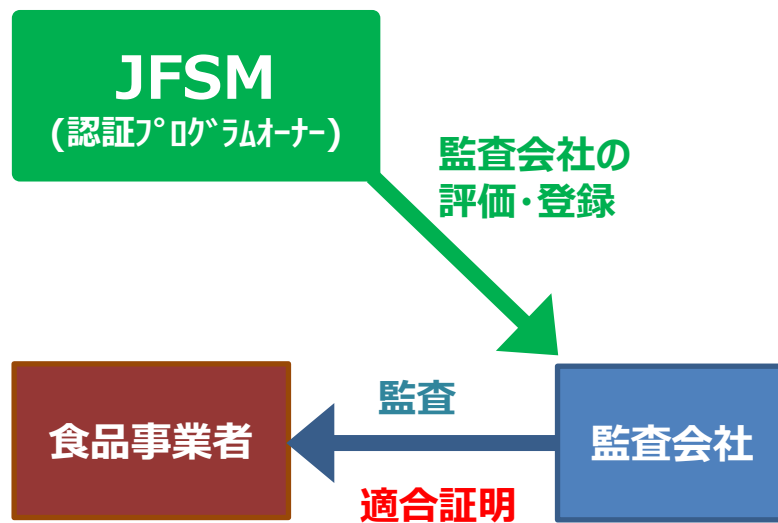 JFSM
(認証ﾌﾟﾛｸﾞﾗﾑｵｰﾅｰ)
監査会社の
評価・登録
監査
食品事業者
監査会社
適合証明